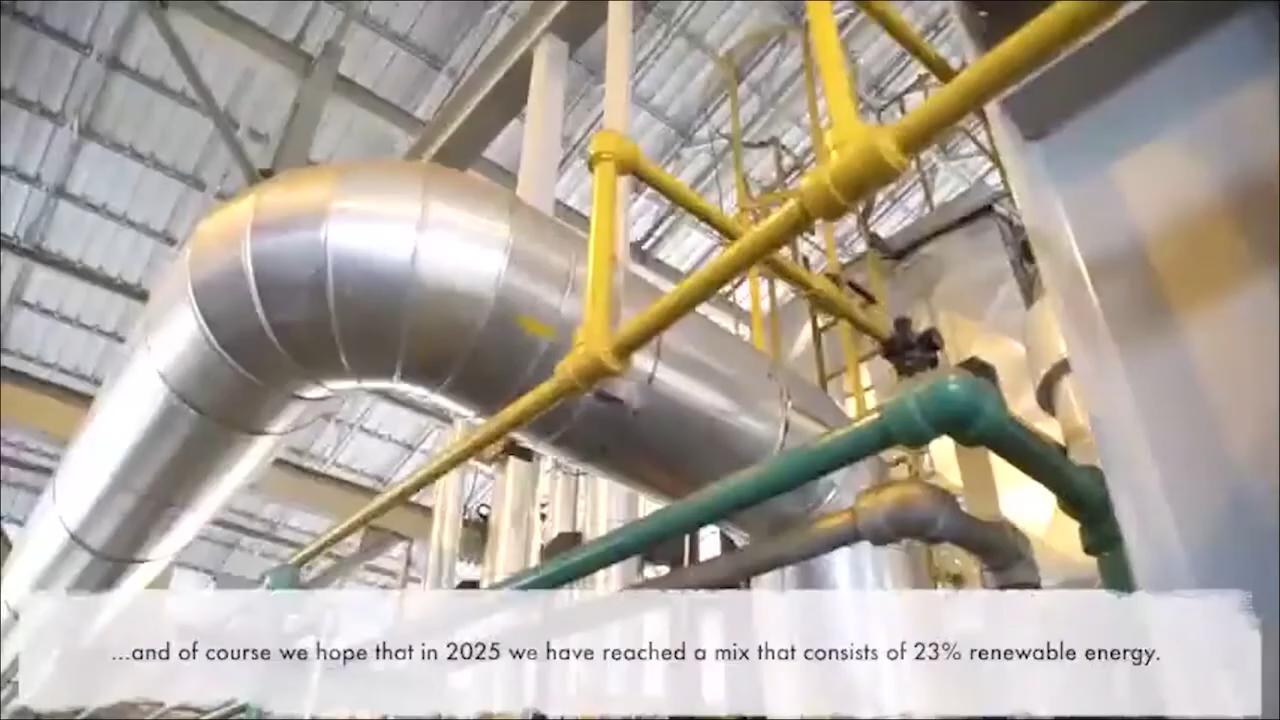 ...and of course we hope that in 2025 we have reached a mix that consists of 23% renewable energy.